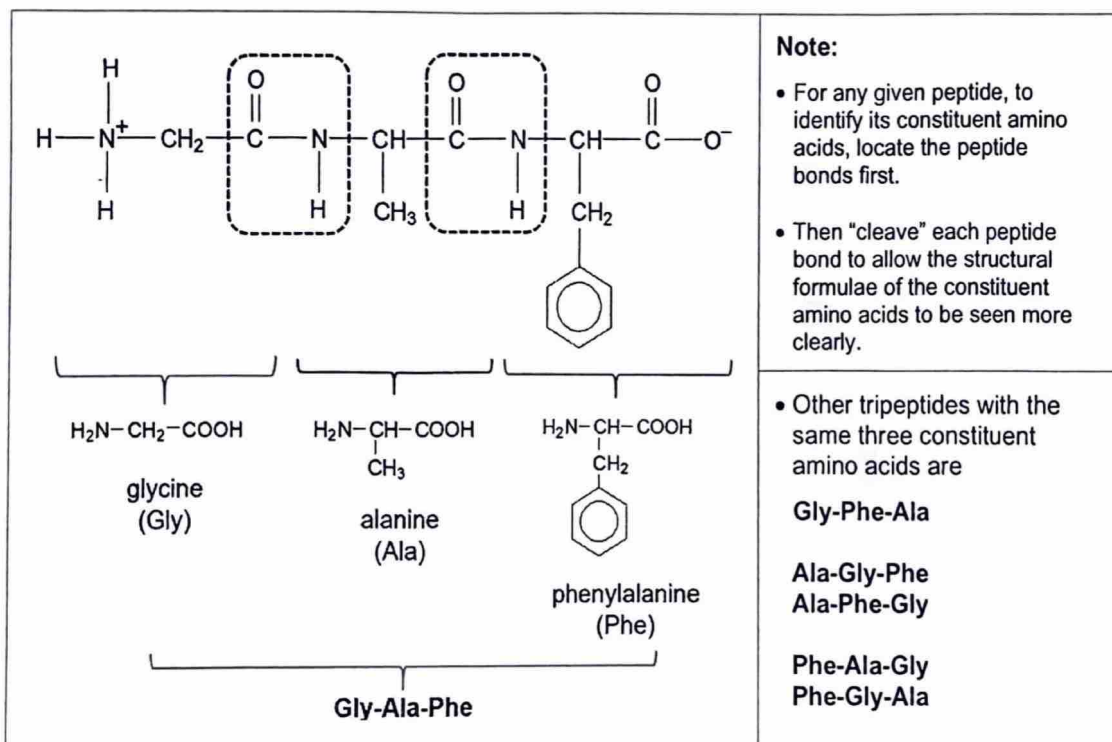 H O O O
H—N⁺—CH₂—C—N—CH—C—N—CH—C—O⁻
H H CH₃ H CH₂
H₂N—CH₂—COOH
glycine
(Gly)
H₂N—CH—COOH
CH₃
alanine
(Ala)
H₂N—CH—COOH
CH₂
phenylalanine
(Phe)
Gly-Ala-Phe
Note:
• For any given peptide, to
identify its constituent amino
acids, locate the peptide
bonds first.
• Then “cleave” each peptide
bond to allow the structural
formulae of the constituent
amino acids to be seen more
clearly.
• Other tripeptides with the
same three constituent
amino acids are
Gly-Phe-Ala
Ala-Gly-Phe
Ala-Phe-Gly
Phe-Ala-Gly
Phe-Gly-Ala